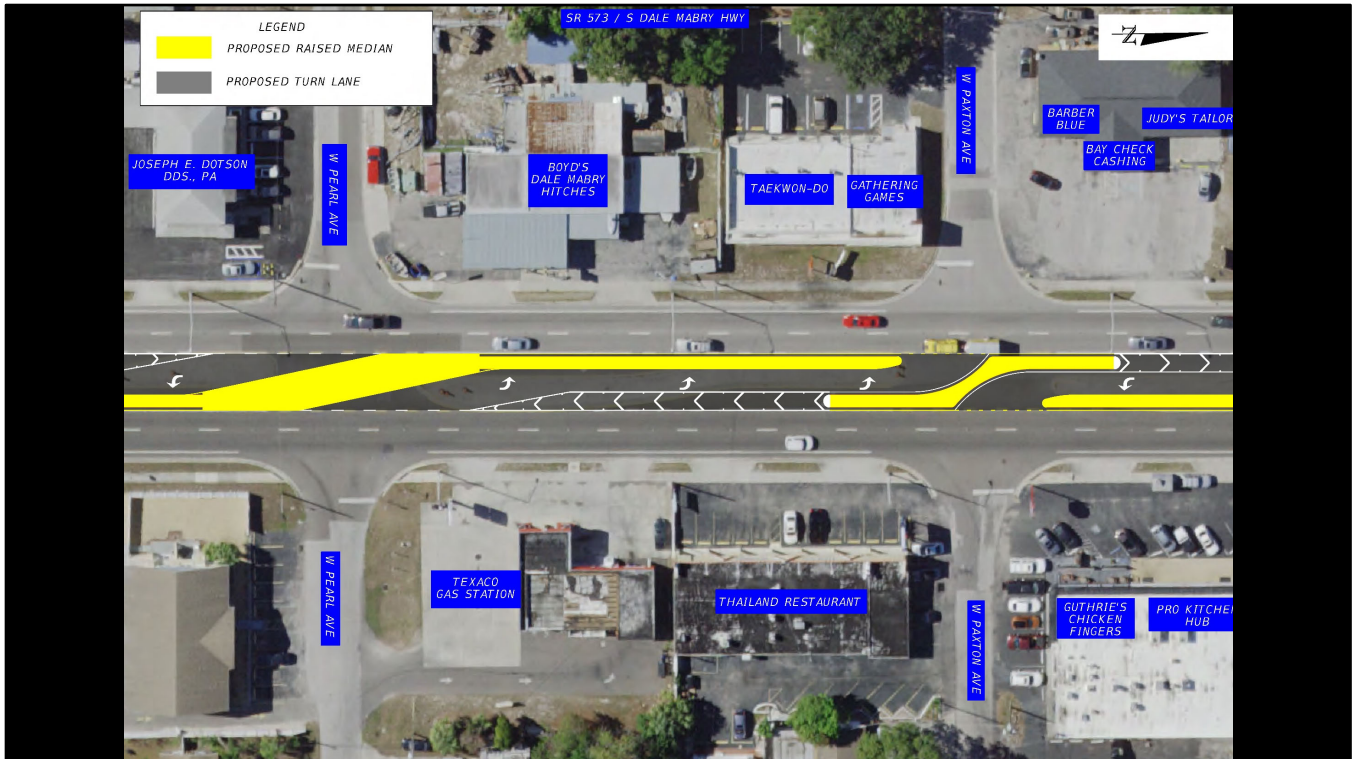 SR 573 / S DALE MABRY HWY
LEGEND
PROPOSED RAISED MEDIAN
PROPOSED TURN LANE
Z
W PEARL AVE
W PAXTON AVE
JOSEPH E. DOTSON
DDS., PA
BOYD'S
DALE MABRY
HITCHES
TAEKWON-DO
GATHERING
GAMES
BARBER
BLUE
JUDY'S TAILOR
BAY CHECK
CASHING
W PEARL AVE
TEXACO
GAS STATION
THAILAND RESTAURANT
W PAXTON AVE
GUTHRIE'S
CHICKEN
FINGERS
PRO KITCHEN
HUB